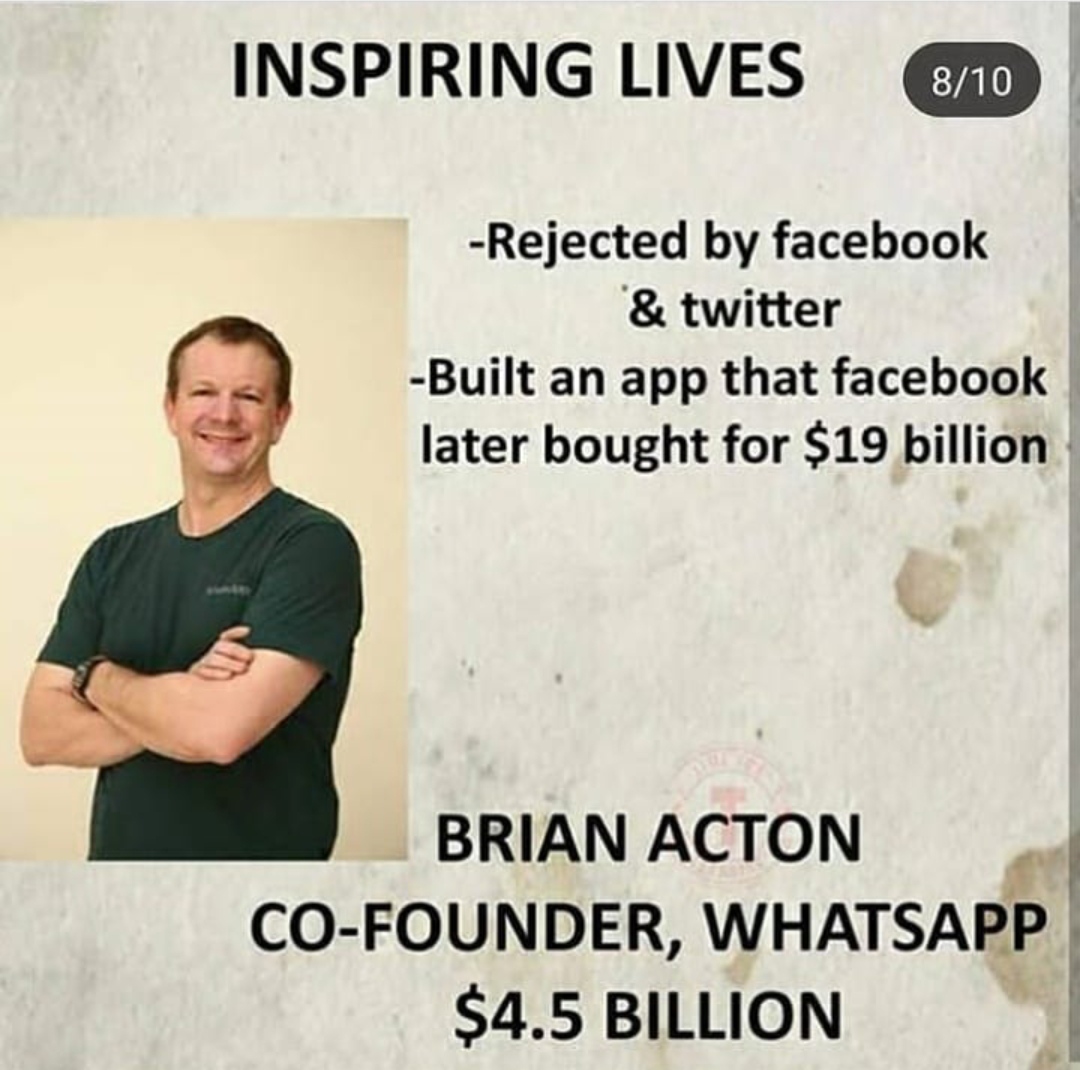 INSPIRING LIVES
8/10
-Rejected by facebook
& twitter
-Built an app that facebook
later bought for $19 billion
BRIAN ACTON
CO-FOUNDER, WHATSAPP
$4.5 BILLION